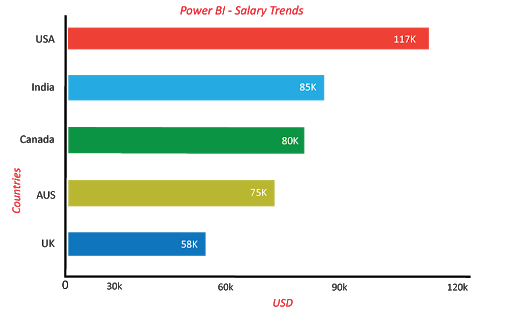 Power BI - Salary Trends
USA
117K
India
85K
Canada
80K
AUS
75K
UK
58K
Countries
0
30k
60k
90k
120k
USD